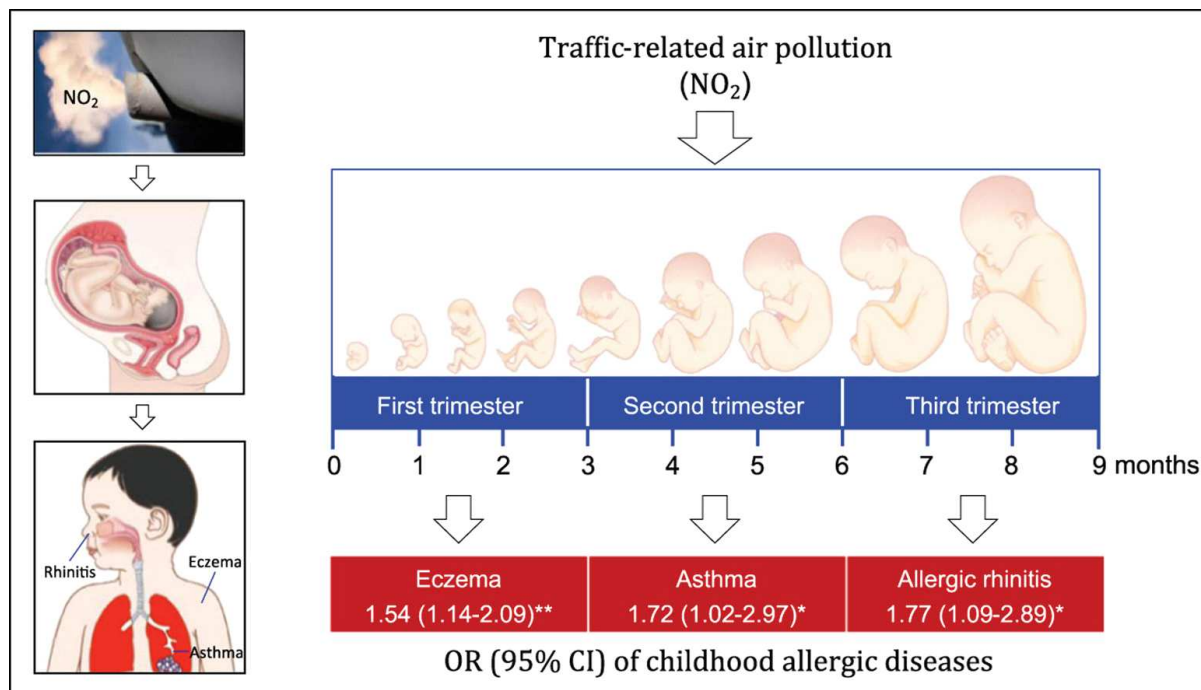 NO₂
Rhinitis
Eczema
Asthma
Traffic-related air pollution
(NO₂)
First trimester Second trimester Third trimester
0 1 2 3 4 5 6 7 8 9 months
Eczema Asthma Allergic rhinitis
1.54 (1.14-2.09)** 1.72 (1.02-2.97)* 1.77 (1.09-2.89)*
OR (95% CI) of childhood allergic diseases